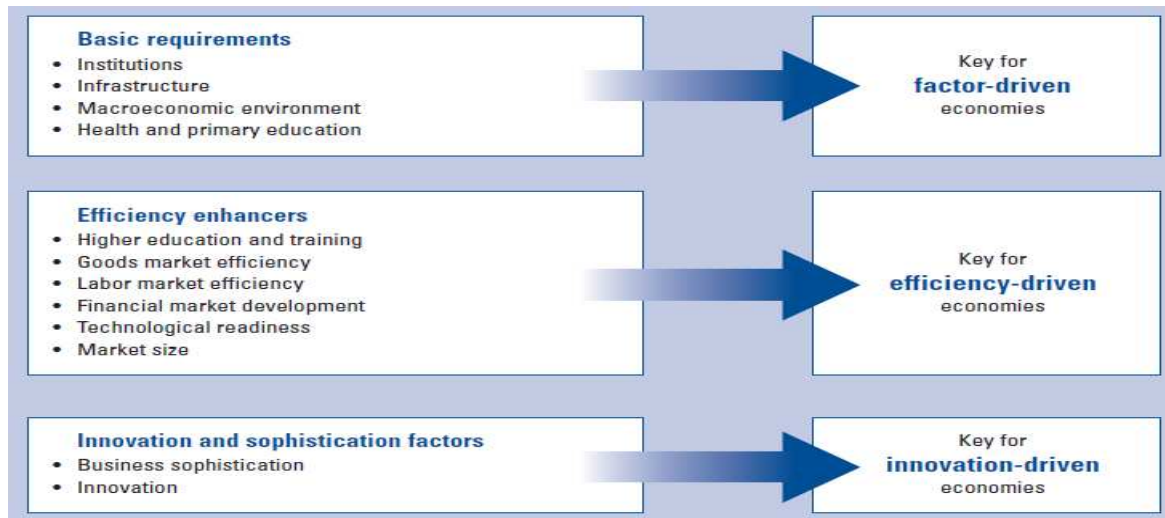 Basic requirements
• Institutions
• Infrastructure
• Macroeconomic environment
• Health and primary education
Key for
factor-driven
economies
Efficiency enhancers
• Higher education and training
• Goods market efficiency
• Labor market efficiency
• Financial market development
• Technological readiness
• Market size
Key for
efficiency-driven
economies
Innovation and sophistication factors
• Business sophistication
• Innovation
Key for
innovation-driven
economies